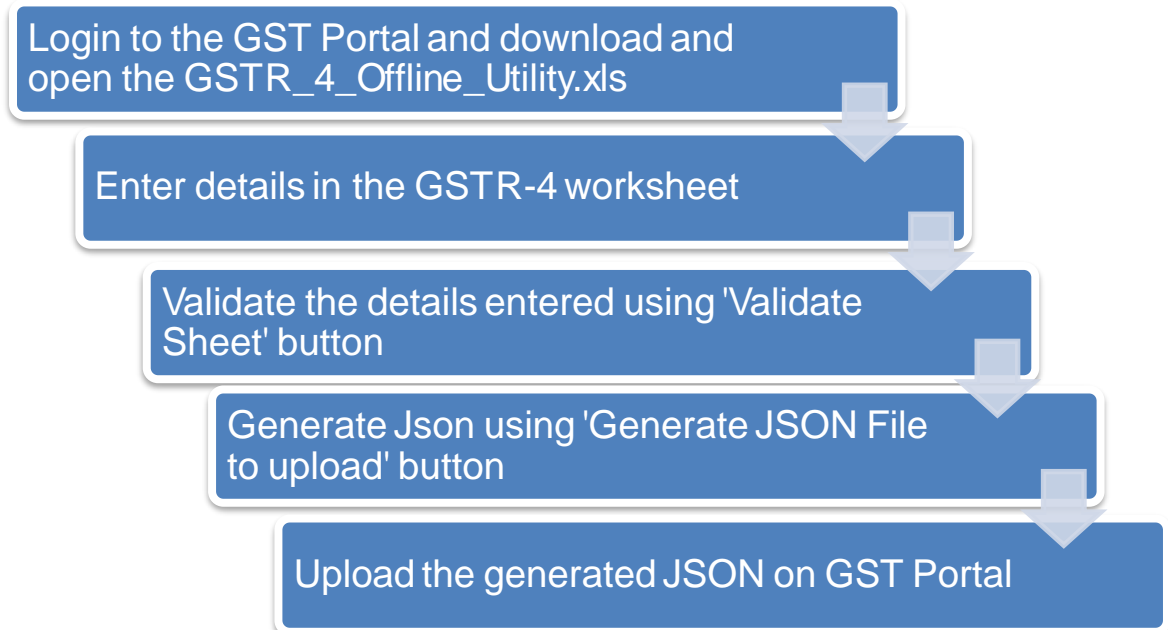 Login to the GST Portal and download and
open the GSTR_4_Offline_Utility.xls
Enter details in the GSTR-4 worksheet
Validate the details entered using 'Validate
Sheet' button
Generate Json using 'Generate JSON File
to upload' button
Upload the generated JSON on GST Portal